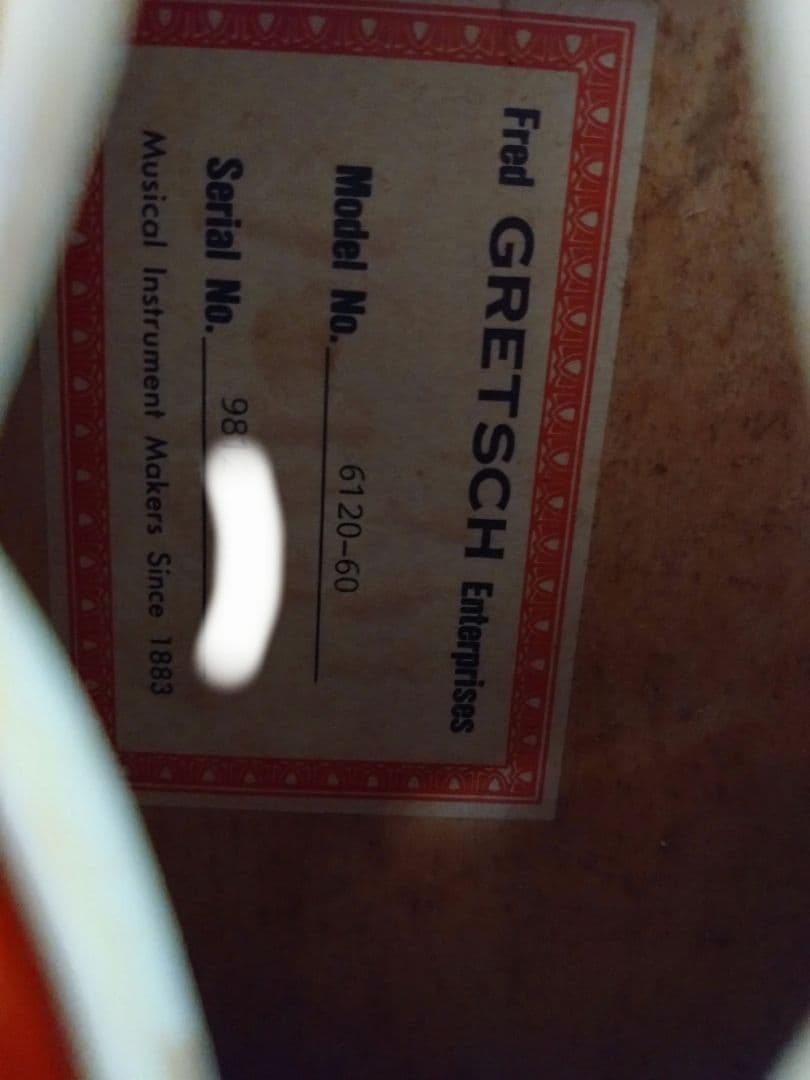 Fred GRETSCH Enterprises
Model No. 6120-60
Serial No. 98
Musical Instrument Makers Since 1883